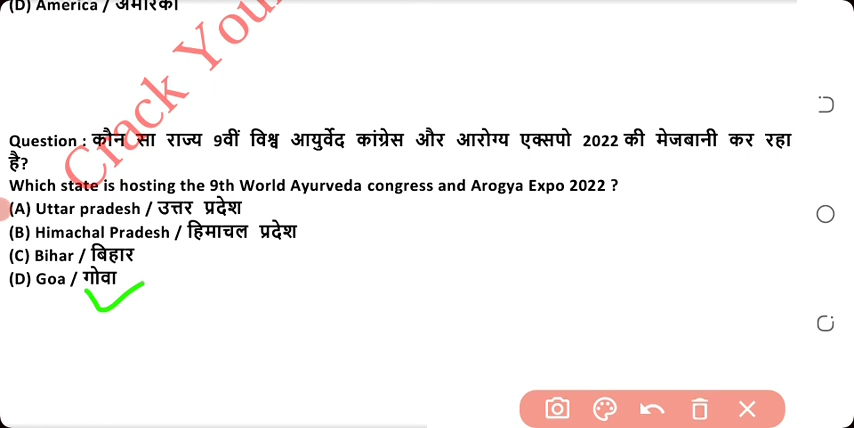 (D) America / अमेरिका
Crack You
Question : कौन सा राज्य 9वीं विश्व आयुर्वेद कांग्रेस और आरोग्य एक्सपो 2022 की मेजबानी कर रहा
है?
Which state is hosting the 9th World Ayurveda congress and Arogya Expo 2022 ?
(A) Uttar pradesh / उत्तर प्रदेश
(B) Himachal Pradesh / हिमाचल प्रदेश
(C) Bihar / बिहार
(D) Goa / गोवा